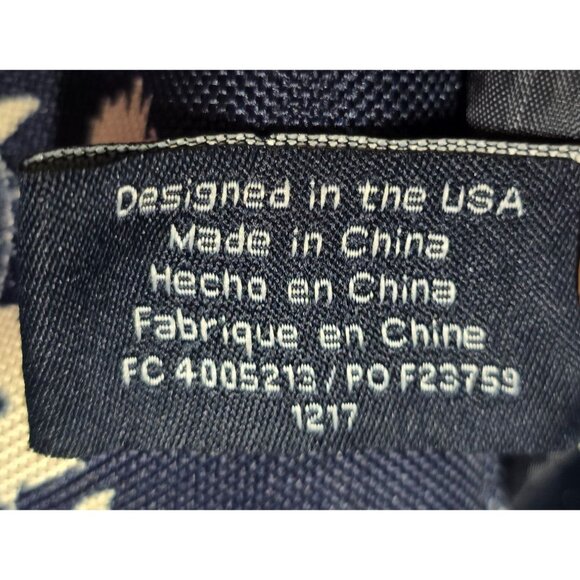 Designed in the USA
Made in China
Hecho en China
Fabrique en Chine
FC 4005213 / PO F23759
1217